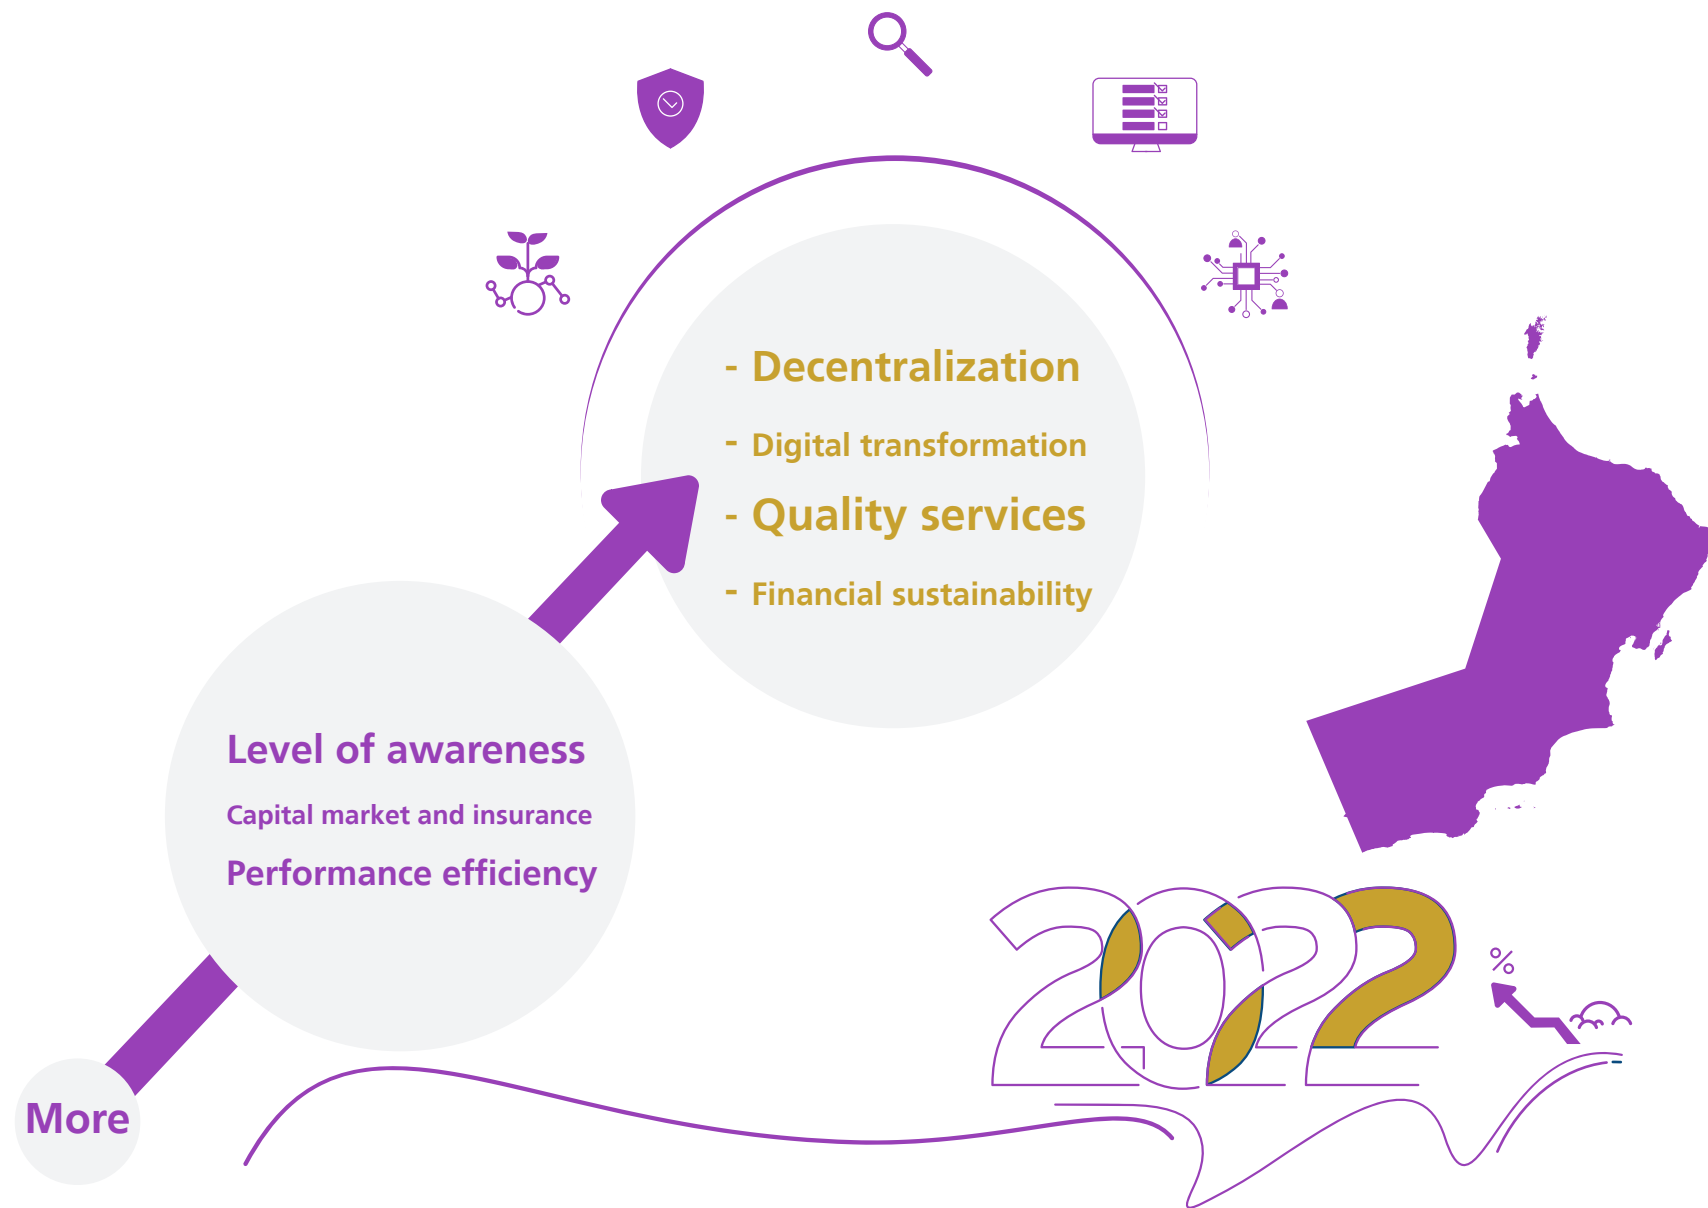 - Decentralization
- Digital transformation
- Quality services
- Financial sustainability
Level of awareness
Capital market and insurance
Performance efficiency
More
2022
%